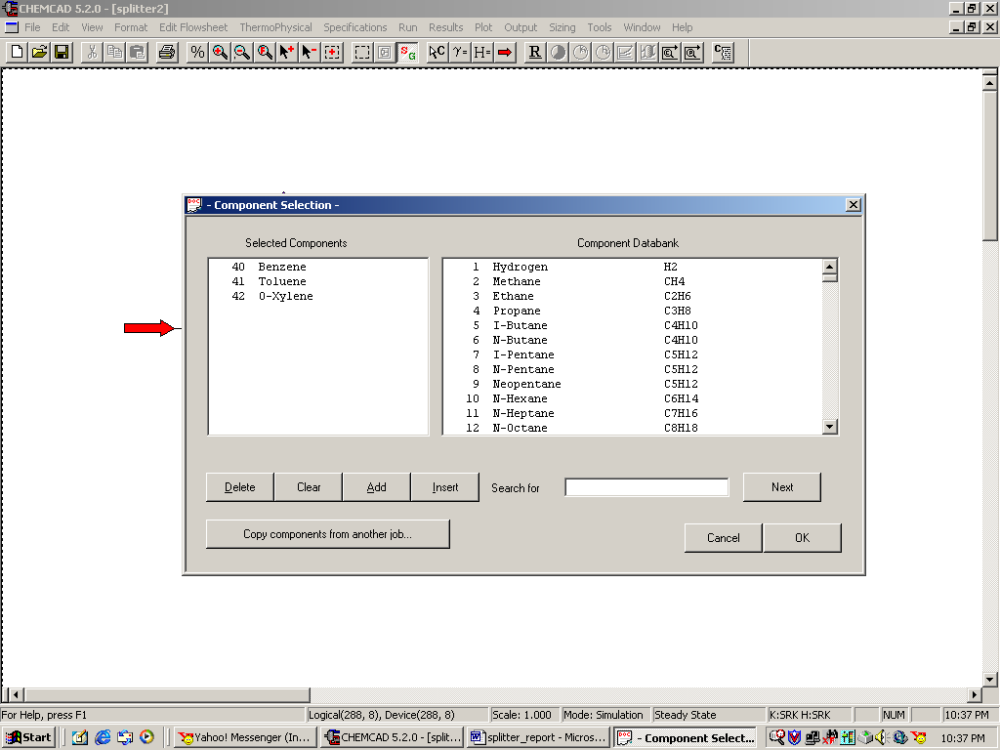 CHEMCAD 5.2.0 - [splitter2]
File Edit View Format Edit Flowsheet ThermoPhysical Specifications Run Results Plot Output Sizing Tools Window Help
% S G C γ= H= R C
DOC - Component Selection -
Selected Components Component Databank
40 Benzene
41 Toluene
42 O-Xylene
1 Hydrogen H2
2 Methane CH4
3 Ethane C2H6
4 Propane C3H8
5 I-Butane C4H10
6 N-Butane C4H10
7 I-Pentane C5H12
8 N-Pentane C5H12
9 Neopentane C5H12
10 N-Hexane C6H14
11 N-Heptane C7H16
12 N-Octane C8H18
Delete Clear Add Insert Search for Next
Copy components from another job... Cancel OK
For Help, press F1 Logical(288, 8), Device(288, 8) Scale: 1.000 Mode: Simulation Steady State K:SRK H:SRK NUM 10:37 PM
Start Yahoo! Messenger (In... CHEMCAD 5.2.0 - [split... splitter_report - Micros... - Component Select... 10:37 PM